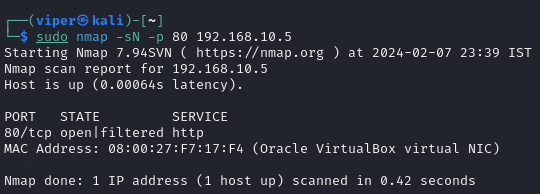 ┌──(viper㉿kali)-[~]
└─$ sudo nmap -sN -p 80 192.168.10.5
Starting Nmap 7.94SVN ( https://nmap.org ) at 2024-02-07 23:39 IST
Nmap scan report for 192.168.10.5
Host is up (0.00064s latency).
PORT   STATE         SERVICE
80/tcp open|filtered http
MAC Address: 08:00:27:F7:17:F4 (Oracle VirtualBox virtual NIC)
Nmap done: 1 IP address (1 host up) scanned in 0.42 seconds